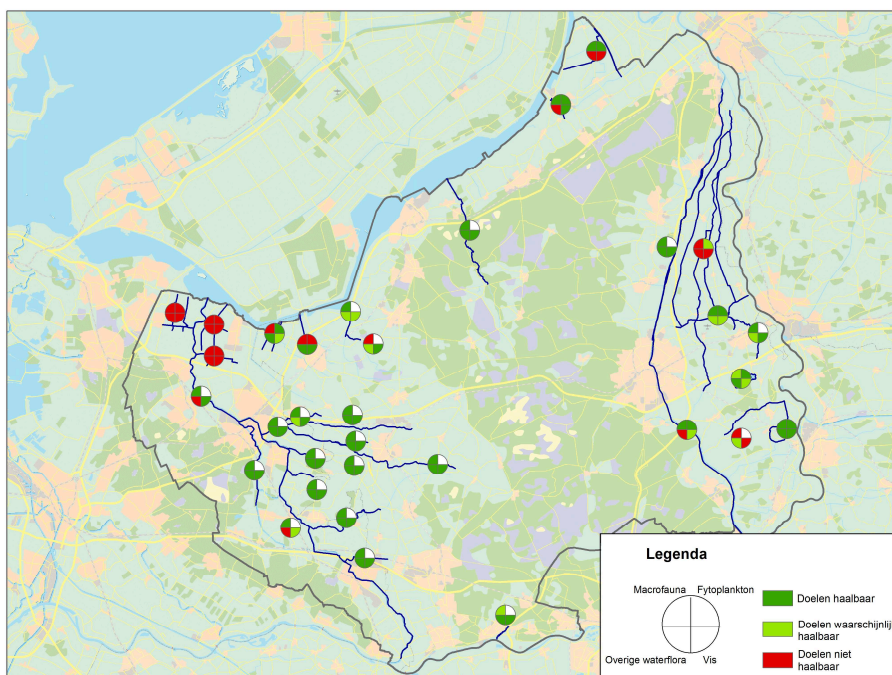 Legenda
Macrofauna Fytoplankton
Overige waterflora Vis
Doelen haalbaar
Doelen waarschijnlij
haalbaar
Doelen niet
haalbaar